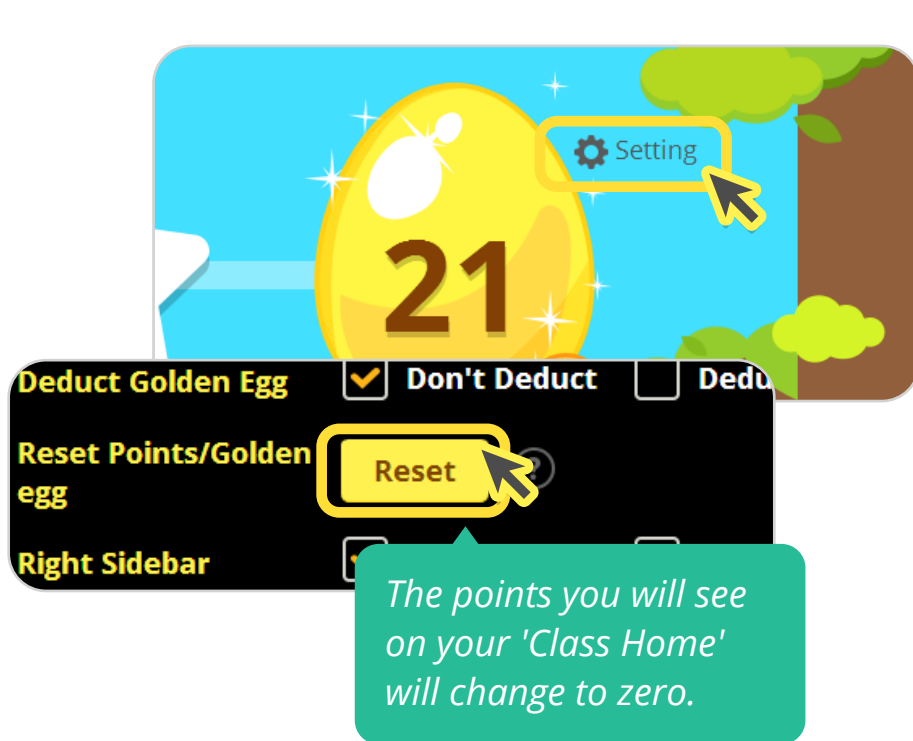 Setting
21
Deduct Golden Egg Don't Deduct
Reset Points/Golden
egg
Reset ?
Right Sidebar
The points you will see
on your 'Class Home'
will change to zero.